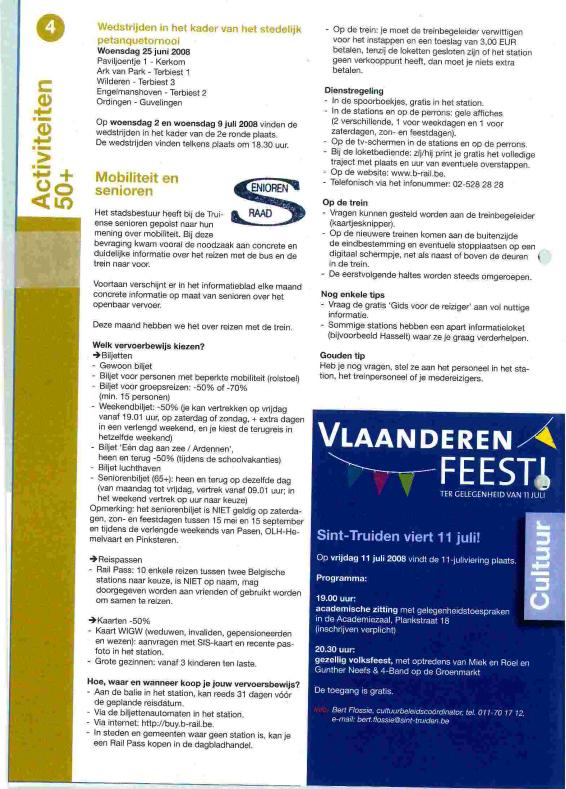 4
Activiteiten
50+
Wedstrijden in het kader van het stedelijk
petanquetornooi
Woensdag 25 juni 2008
Paviljoentje 1 - Kerkom
Ark van Park - Terbiest 1
Wilderen - Terbiest 3
Engelmanshoven - Terbiest 2
Ordingen - Guvelingen
Op woensdag 2 en woensdag 9 juli 2008 vinden de
wedstrijden in het kader van de 2e ronde plaats.
De wedstrijden vinden telkens plaats om 18.30 uur.
Mobiliteit en
senioren
SENIOREN
RAAD
Het stadsbestuur heeft bij de Trui-
ense senioren gepolst naar hun
mening over mobiliteit. Bij deze
bevraging kwam vooral de noodzaak aan concrete en
duidelijke informatie over het reizen met de bus en de
trein naar voor.
Voortaan verschijnt er in het informatieblad elke maand
concrete informatie op maat van senioren over het
openbaar vervoer.
Deze maand hebben we het over reizen met de trein.
Welk vervoerbewijs kiezen?
➔Biljetten
- Gewoon biljet
- Biljet voor personen met beperkte mobiliteit (rolstoel)
- Biljet voor groepsreizen: -50% of -70%
(min. 15 personen)
- Weekendbiljet: -50% (je kan vertrekken op vrijdag
vanaf 19.01 uur, op zaterdag of zondag, + extra dagen
in een verlengd weekend, en je kiest de terugreis in
hetzelfde weekend)
- Biljet 'Eén dag aan zee / Ardennen',
heen en terug -50% (tijdens de schoolvakanties)
- Biljet luchthaven
- Seniorenbiljet (65+): heen en terug op dezelfde dag
(van maandag tot vrijdag, vertrek vanaf 09.01 uur; in
het weekend vertrek op uur naar keuze)
Opmerking: het seniorenbiljet is NIET geldig op zaterda-
gen, zon- en feestdagen tussen 15 mei en 15 september
en tijdens de verlengde weekends van Pasen, OLH-He-
melvaart en Pinksteren.
➔Reispassen
- Rail Pass: 10 enkele reizen tussen twee Belgische
stations naar keuze, is NIET op naam, mag
doorgegeven worden aan vrienden of gebruikt worden
om samen te reizen.
➔Kaarten -50%
- Kaart WIGW (weduwen, invaliden, gepensioneerden
en wezen): aanvragen met SIS-kaart en recente pas-
foto in het station.
- Grote gezinnen: vanaf 3 kinderen ten laste.
Hoe, waar en wanneer koop je jouw vervoersbewijs?
- Aan de balie in het station, kan reeds 31 dagen vóór
de geplande reisdatum.
- Via de biljettenautomaten in het station.
- Via internet: http://buy.b-rail.be.
- In steden en gemeenten waar geen station is, kan je
een Rail Pass kopen in de dagbladhandel.
- Op de trein: je moet de treinbegeleider verwittigen
voor het instappen en een toeslag van 3,00 EUR
betalen, tenzij de loketten gesloten zijn of het station
geen verkooppunt heeft, dan moet je niets extra
betalen.
Dienstregeling
- In de spoorboekjes, gratis in het station.
- In de stations en op de perrons: gele affiches
(2 verschillende, 1 voor weekdagen en 1 voor
zaterdagen, zon- en feestdagen).
- Op de tv-schermen in de stations en op de perrons.
- Bij de loketbediende: zij/hij print je gratis het volledige
traject met plaats en uur van eventuele overstappen.
- Op de website: www.b-rail.be.
- Telefonisch via het infonummer: 02-528 28 28
Op de trein
- Vragen kunnen gesteld worden aan de treinbegeleider
(kaartjesknipper).
- Op de nieuwere treinen komen aan de buitenzijde
de eindbestemming en eventuele stopplaatsen op een
digitaal schermpje, net als naast of boven de deuren
in de trein.
- De eerstvolgende haltes worden steeds omgeroepen.
Nog enkele tips
- Vraag de gratis 'Gids voor de reiziger' aan vol nuttige
informatie.
- Sommige stations hebben een apart informatieloket
(bijvoorbeeld Hasselt) waar ze je graag verderhelpen.
Gouden tip
Heb je nog vragen, stel ze aan het personeel in het sta-
tion, het treinpersoneel of je medereizigers.
VLAANDEREN
FEEST!
TER GELEGENHEID VAN 11 JULI
Cultuur
Sint-Truiden viert 11 juli!
Op vrijdag 11 juli 2008 vindt de 11-juliviering plaats.
Programma:
19.00 uur:
academische zitting met gelegenheidstoespraken
in de Academiezaal, Plankstraat 18
(inschrijven verplicht)
20.30 uur:
gezellig volksfeest, met optredens van Miek en Roel en
Gunther Neefs & 4-Band op de Groenmarkt
De toegang is gratis.
Info: Bert Flossie, cultuurbeleidscoördinator, tel. 011-70 17 12,
e-mail: bert.flossie@sint-truiden.be